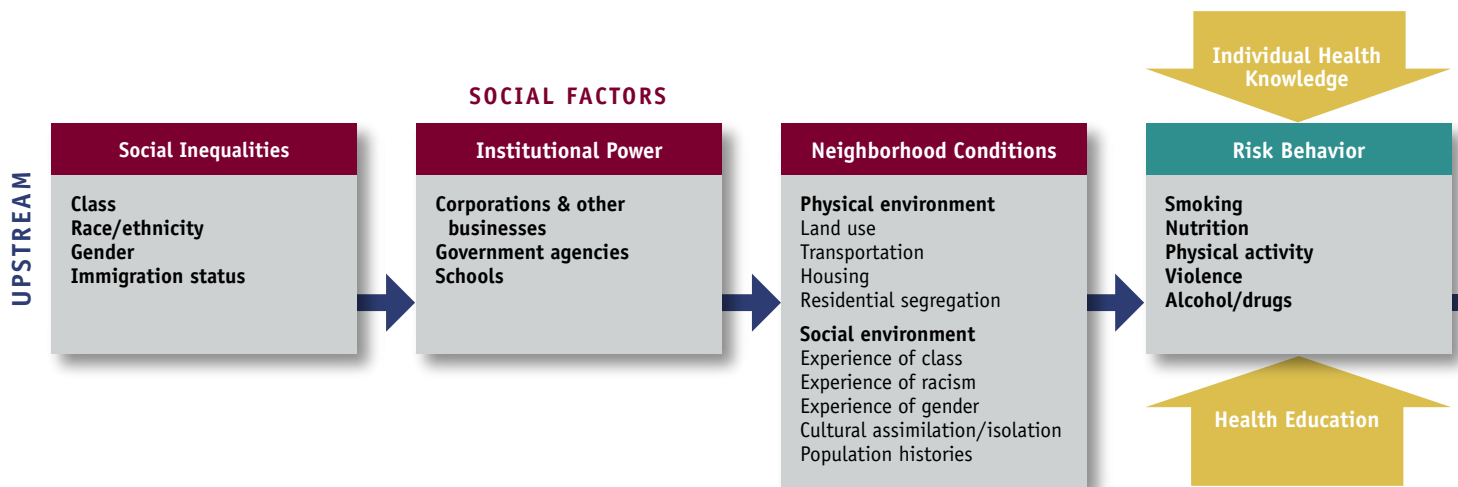 Individual Health
Knowledge
SOCIAL FACTORS
UPSTREAM
Social Inequalities
Class
Race/ethnicity
Gender
Immigration status
Institutional Power
Corporations & other
businesses
Government agencies
Schools
Neighborhood Conditions
Physical environment
Land use
Transportation
Housing
Residential segregation
Social environment
Experience of class
Experience of racism
Experience of gender
Cultural assimilation/isolation
Population histories
Risk Behavior
Smoking
Nutrition
Physical activity
Violence
Alcohol/drugs
Health Education